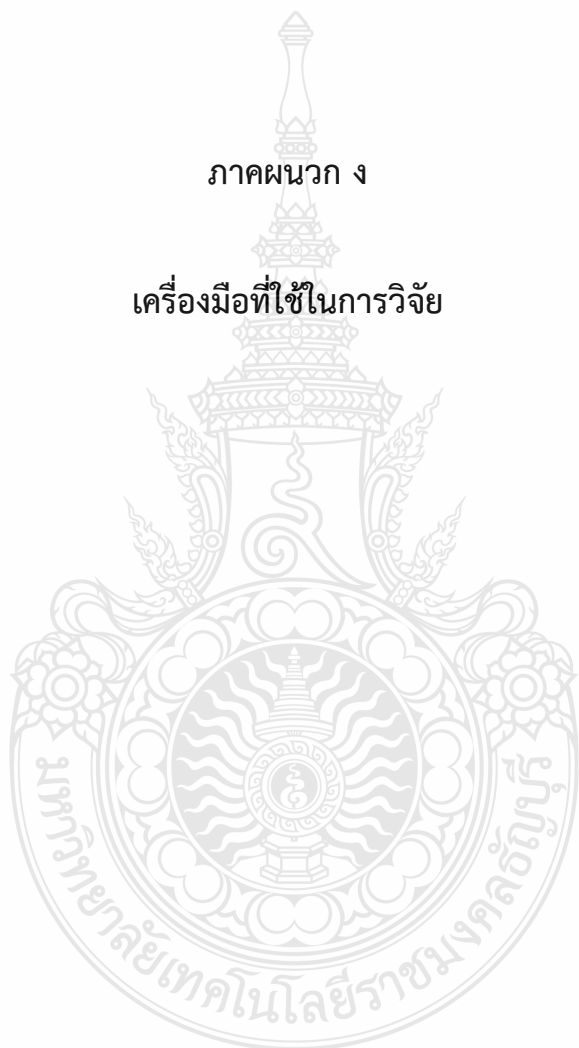 ภาคผนวก ง
เครื่องมือที่ใช้ในการวิจัย
มหาวิทยาลัยเทคโนโลยีราชมงคลธัญบุรี